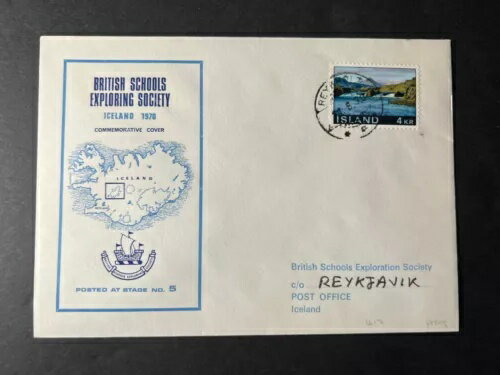 BRITISH SCHOOLS
EXPLORING SOCIETY
ICELAND 1970
COMMEMORATIVE COVER
ICELAND
POSTED AT STAGE NO. 5
ÍSLAND 4 KR
British Schools Exploration Society
c/o REYKJAVIK
POST OFFICE
Iceland